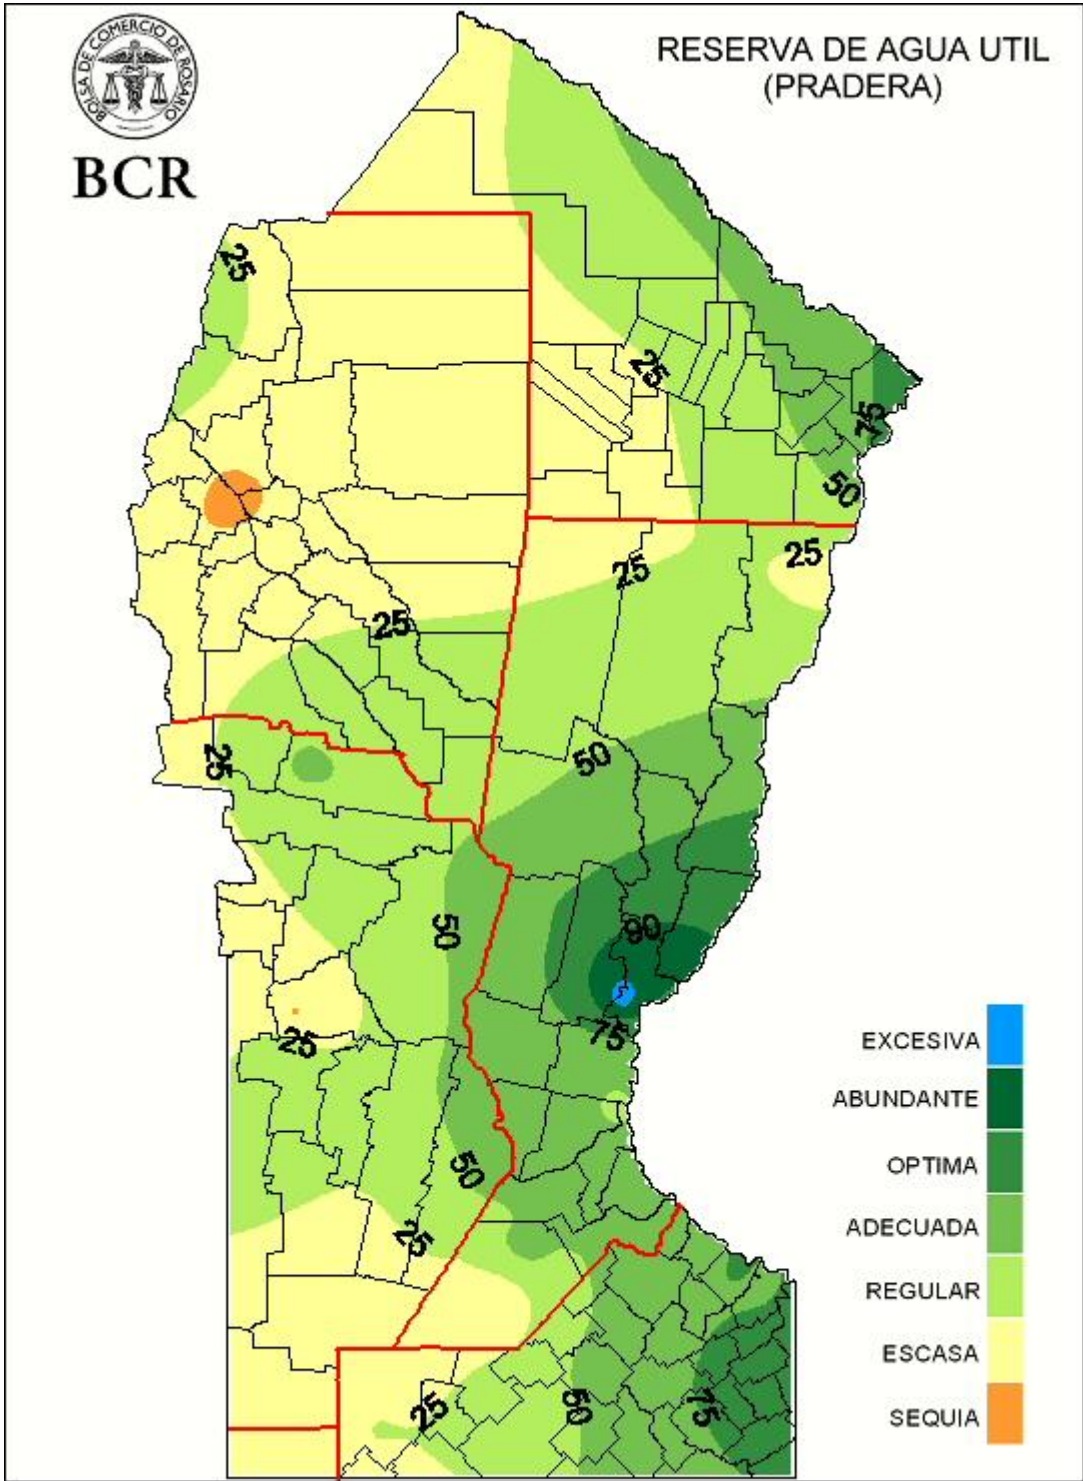 BOLSA DE COMERCIO DE ROSARIO
BCR
RESERVA DE AGUA UTIL
(PRADERA)
25
25
75
50
25
25
25
50
25
50
90
75
25
50
25
25
50
75
EXCESIVA
ABUNDANTE
OPTIMA
ADECUADA
REGULAR
ESCASA
SEQUIA